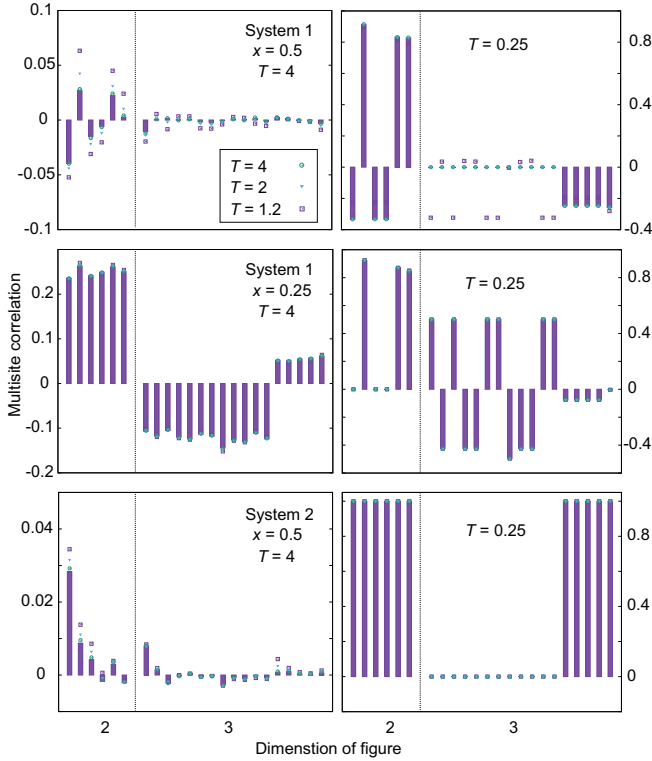 0.1
0.05
0
-0.05
-0.1
System 1
x = 0.5
T = 4
T = 4
T = 2
T = 1.2
T = 0.25
0.8
0.4
0
-0.4
0.2
0.1
0
-0.1
-0.2
System 1
x = 0.25
T = 4
T = 0.25
0.8
0.4
0
-0.4
Multisite correlation
0.04
0.02
0
System 2
x = 0.5
T = 4
T = 0.25
0.8
0.4
0
2
3
2
3
Dimenstion of figure